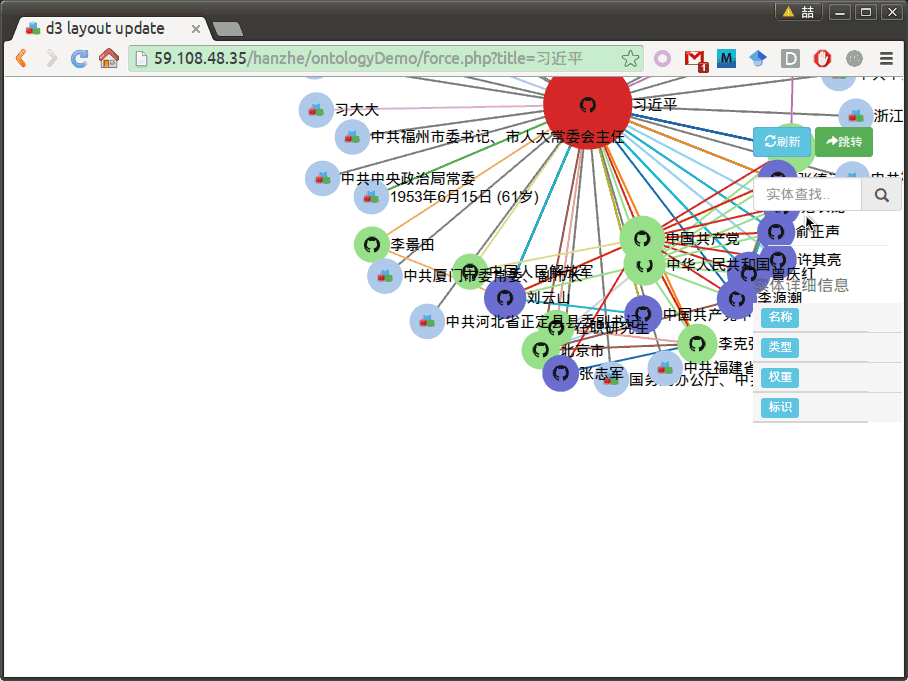 喆
d3 layout update
59.108.48.35/hanzhe/ontologyDemo/force.php?title=习近平
1
M
D
习大大
习近平
浙江
中共福州市委书记、市人大常委会主任
刷新
跳转
中共中央政治局常委
1953年6月15日 (61岁)
实体查找..
李景田
中国共产党
俞正声
中国人民解放军
中华人民共和国
许其亮
中共厦门市委常委、副市长
曾庆红
实体详细信息
刘云山
李源潮
中共河北省正定县县委副书记
在职研究生
中国共产党
名称
北京市
李克强
类型
张志军
国务院办公厅、中
中共福建省
权重
标识